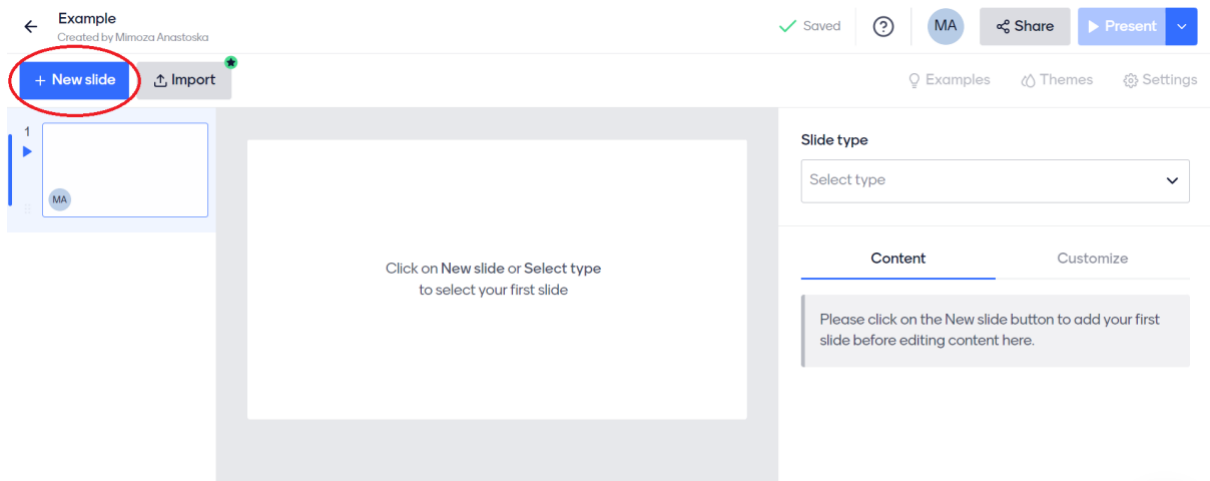 Example
Created by Mimoza Anastoska
Saved
?
MA
Share
Present
+ New slide
Import
Examples
Themes
Settings
1
MA
Click on New slide or Select type
to select your first slide
Slide type
Select type
Content
Customize
Please click on the New slide button to add your first
slide before editing content here.